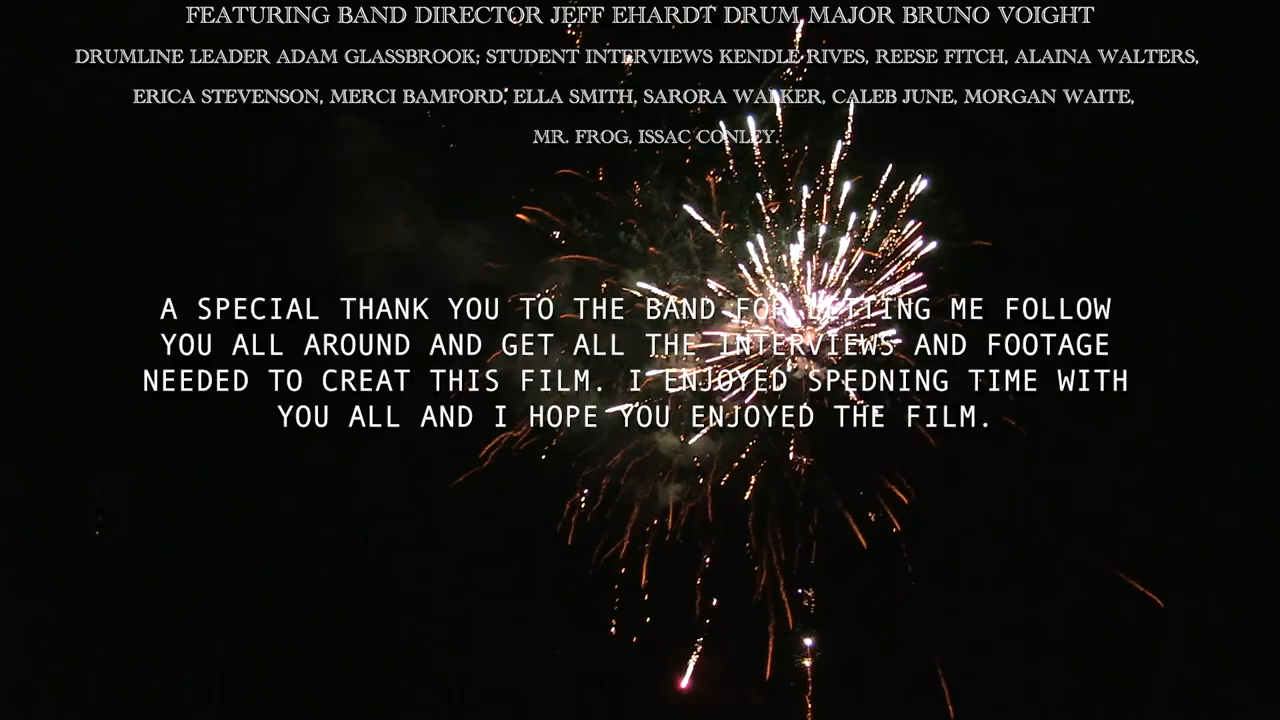 FEATURING BAND DIRECTOR JEFF EHARDT DRUM MAJOR BRUNO VOIGHT
DRUMLINE LEADER ADAM GLASSBROOK; STUDENT INTERVIEWS KENDLE RIVES, REESE FITCH, ALAINA WALTERS,
ERICA STEVENSON, MERCI BAMFORD, ELLA SMITH, SARORA WALKER, CALEB JUNE, MORGAN WAITE,
MR. FROG, ISSAC CONLEY.
A SPECIAL THANK YOU TO THE BAND FOR LETTING ME FOLLOW
YOU ALL AROUND AND GET ALL THE INTERVIEWS AND FOOTAGE
NEEDED TO CREAT THIS FILM. I ENJOYED SPEDNING TIME WITH
YOU ALL AND I HOPE YOU ENJOYED THE FILM.